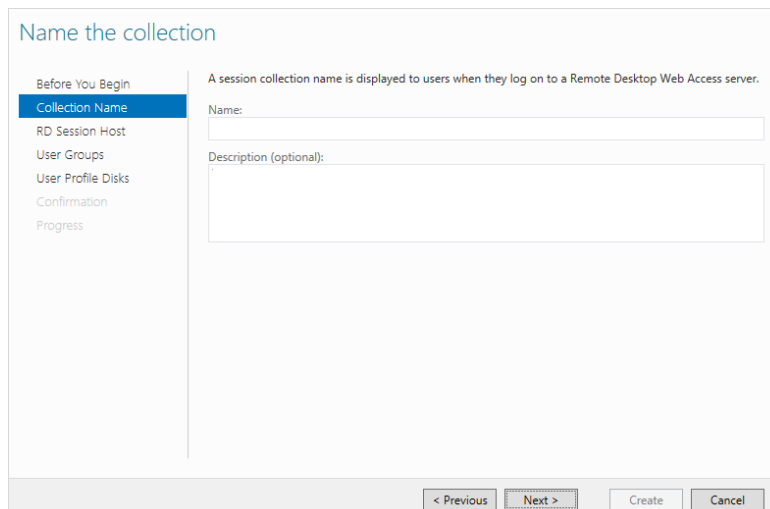 Name the collection
Before You Begin
Collection Name
RD Session Host
User Groups
User Profile Disks
Confirmation
Progress
A session collection name is displayed to users when they log on to a Remote Desktop Web Access server.
Name:
Description (optional):
< Previous
Next >
Create
Cancel